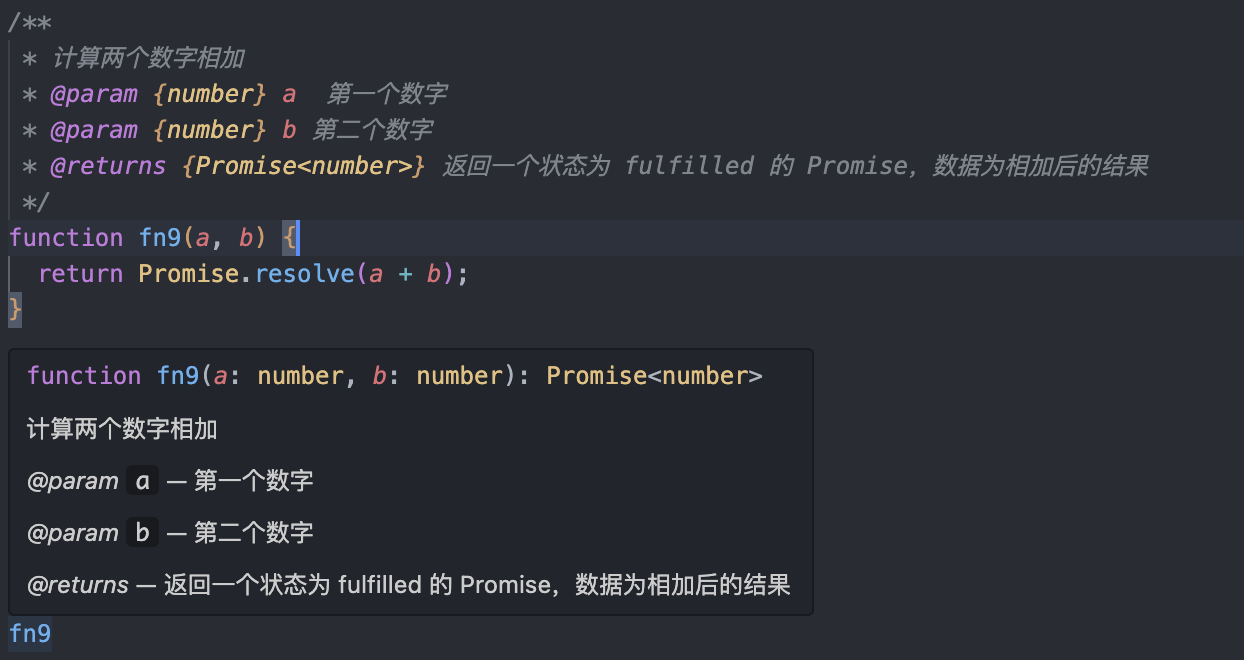 /**
 * 计算两个数字相加
 * @param {number} a  第一个数字
 * @param {number} b 第二个数字
 * @returns {Promise<number>} 返回一个状态为 fulfilled 的 Promise，数据为相加后的结果
 */
function fn9(a, b) {
  return Promise.resolve(a + b);
}
function fn9(a: number, b: number): Promise<number>
计算两个数字相加
@param a — 第一个数字
@param b — 第二个数字
@returns — 返回一个状态为 fulfilled 的 Promise，数据为相加后的结果
fn9